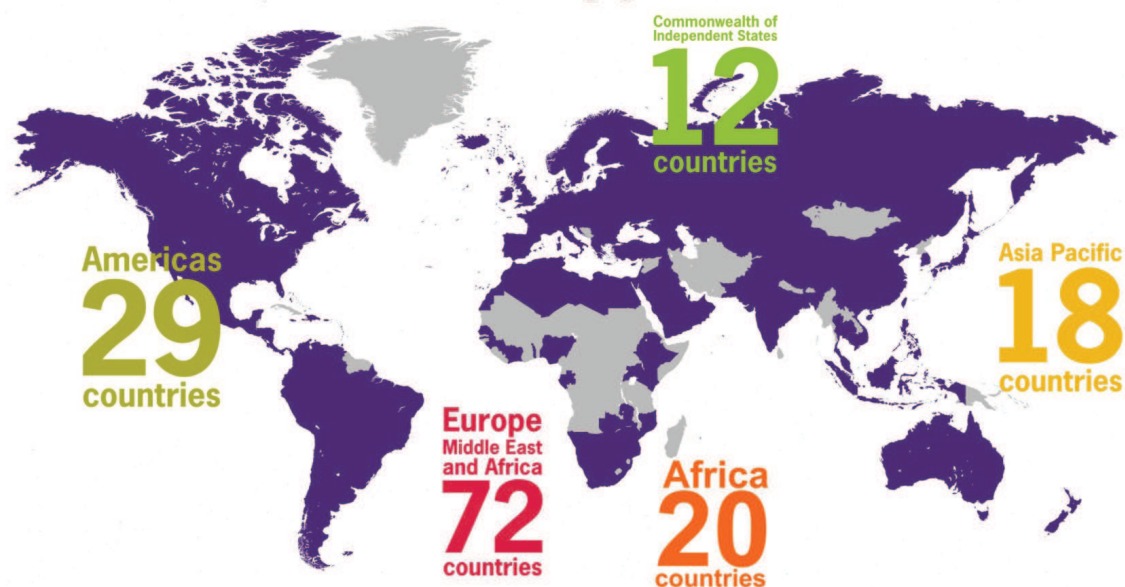 Commonwealth of
Independent States
12
countries
Americas
29
countries
Asia Pacific
18
countries
Europe
Middle East
and Africa
72
countries
Africa
20
countries